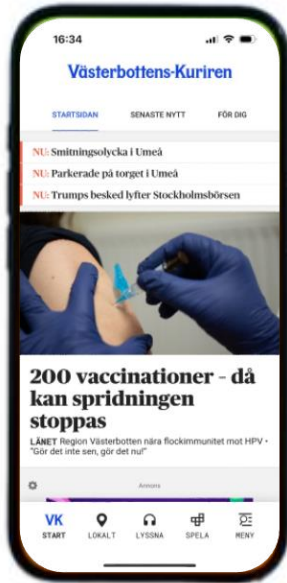 16:34
Västerbottens-Kuriren
STARTSIDAN SENASTE NYTT FÖR DIG
NU: Smitningsolycka i Umeå
NU: Parkerade på torget i Umeå
NU: Trumps besked lyfter Stockholmsbörsen
200 vaccinationer – då
kan spridningen
stoppas
LÄNET Region Västerbotten nära flockimmunitet mot HPV •
"Gör det inte sen, gör det nu!"
Annons
VK
START LOKALT LYSSNA SPELA MENY